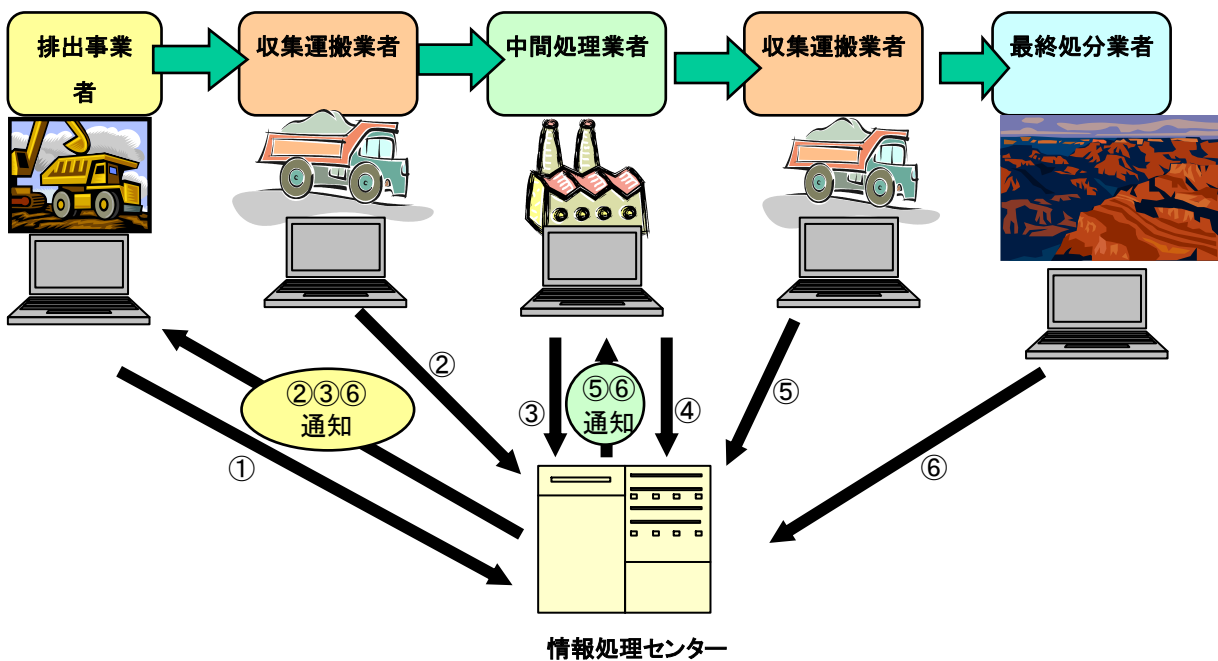 排出事業
者
収集運搬業者
中間処理業者
収集運搬業者
最終処分業者
②
②③⑥
通知
①
③
⑤⑥
通知
④
⑤
⑥
情報処理センター